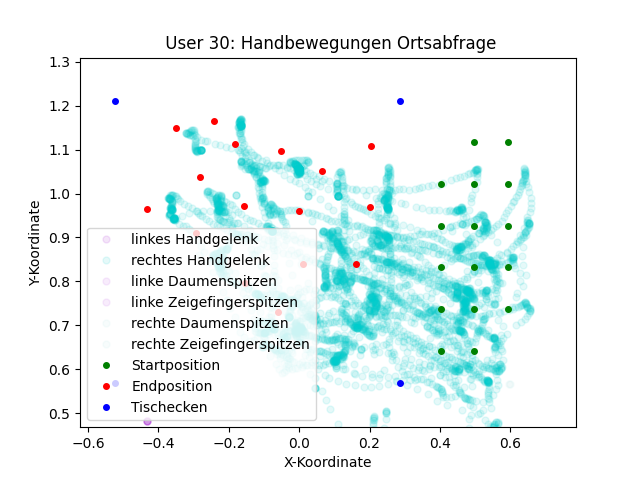 User 30: Handbewegungen Ortsabfrage
1.3
1.2
1.1
1.0
0.9
0.8
0.7
0.6
0.5
Y-Koordinate
linkes Handgelenk
rechtes Handgelenk
linke Daumenspitzen
linke Zeigefingerspitzen
rechte Daumenspitzen
rechte Zeigefingerspitzen
Startposition
Endposition
Tischecken
−0.6 −0.4 −0.2 0.0 0.2 0.4 0.6
X-Koordinate